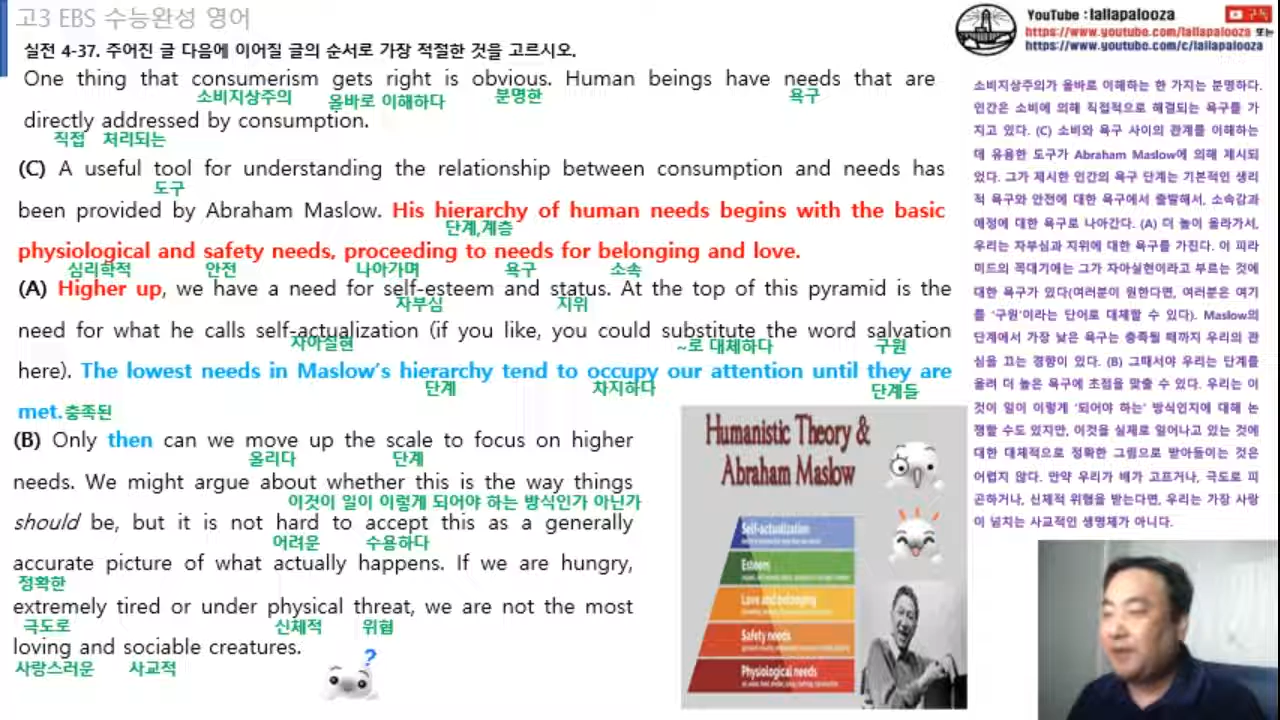 고3 EBS 수능완성 영어
YouTube : lallapalooza
구독
https://www.youtube.com/lallapalooza 또는
https://www.youtube.com/c/lallapalooza
실전 4-37. 주어진 글 다음에 이어질 글의 순서로 가장 적절한 것을 고르시오.
One thing that consumerism gets right is obvious. Human beings have needs that are
소비지상주의 올바로 이해하다 분명한 욕구
directly addressed by consumption.
직접 처리되는
(C) A useful tool for understanding the relationship between consumption and needs has
도구
been provided by Abraham Maslow. His hierarchy of human needs begins with the basic
단계,계층
physiological and safety needs, proceeding to needs for belonging and love.
심리학적 안전 나아가며 욕구 소속
(A) Higher up, we have a need for self-esteem and status. At the top of this pyramid is the
자부심 지위
need for what he calls self-actualization (if you like, you could substitute the word salvation
자아실현 ~로 대체하다 구원
here). The lowest needs in Maslow's hierarchy tend to occupy our attention until they are
단계 차지하다 단계들
met. 충족된
(B) Only then can we move up the scale to focus on higher
올리다 단계
needs. We might argue about whether this is the way things
이것이 일이 이렇게 되어야 하는 방식인가 아닌가
should be, but it is not hard to accept this as a generally
어려운 수용하다
accurate picture of what actually happens. If we are hungry,
정확한
extremely tired or under physical threat, we are not the most
극도로 신체적 위협
loving and sociable creatures.
사랑스러운 사교적
?
Humanistic Theory &
Abraham Maslow
Self-actualization
Esteem
Love and belonging
Safety needs
Physiological needs
소비지상주의가 올바로 이해하는 한 가지는 분명하다.
인간은 소비에 의해 직접적으로 해결되는 욕구를 가
지고 있다. (C) 소비와 욕구 사이의 관계를 이해하는
데 유용한 도구가 Abraham Maslow에 의해 제시되
었다. 그가 제시한 인간의 욕구 단계는 기본적인 생리
적 욕구와 안전에 대한 욕구에서 출발해서, 소속감과
애정에 대한 욕구로 나아간다. (A) 더 높이 올라가서,
우리는 자부심과 지위에 대한 욕구를 가진다. 이 피라
미드의 꼭대기에는 그가 자아실현이라고 부르는 것에
대한 욕구가 있다(여러분이 원한다면, 여러분은 여기
를 '구원'이라는 단어로 대체할 수 있다). Maslow의
단계에서 가장 낮은 욕구는 충족될 때까지 우리의 관
심을 끄는 경향이 있다. (B) 그때서야 우리는 단계를
올려 더 높은 욕구에 초점을 맞출 수 있다. 우리는 이
것이 일이 이렇게 '되어야 하는' 방식인지에 대해 논
쟁할 수도 있지만, 이것을 실제로 일어나고 있는 것에
대한 대체적으로 정확한 그림으로 받아들이는 것은
어렵지 않다. 만약 우리가 배가 고프거나, 극도로 피
곤하거나, 신체적 위협을 받는다면, 우리는 가장 사랑
이 넘치는 사교적인 생명체가 아니다.